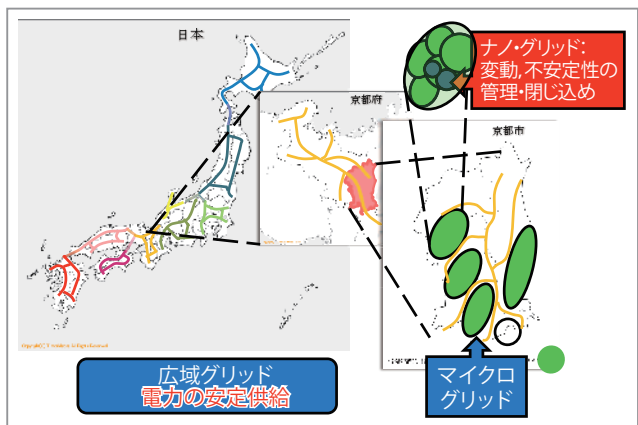 日本
ナノ・グリッド：
変動,不安定性の
管理・閉じ込め
京都府
京都市
広域グリッド
電力の安定供給
マイクロ
グリッド